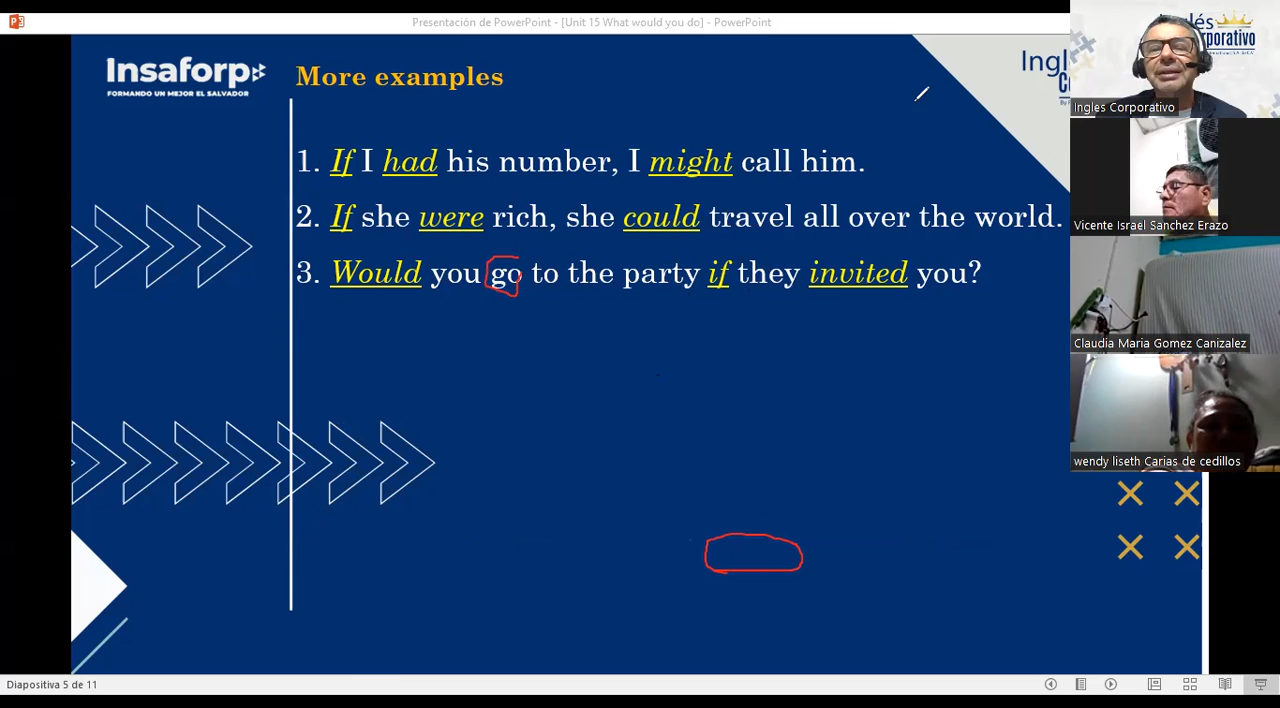 Presentación de PowerPoint - [Unit 15 What would you do] - PowerPoint
Insaforp
FORMANDO UN MEJOR EL SALVADOR
More examples
1. If I had his number, I might call him.
2. If she were rich, she could travel all over the world.
3. Would you go to the party if they invited you?
Ingles Corporativo
Vicente Israel Sanchez Erazo
Claudia Maria Gomez Canizalez
wendy liseth Carias de cedillos
Diapositiva 5 de 11